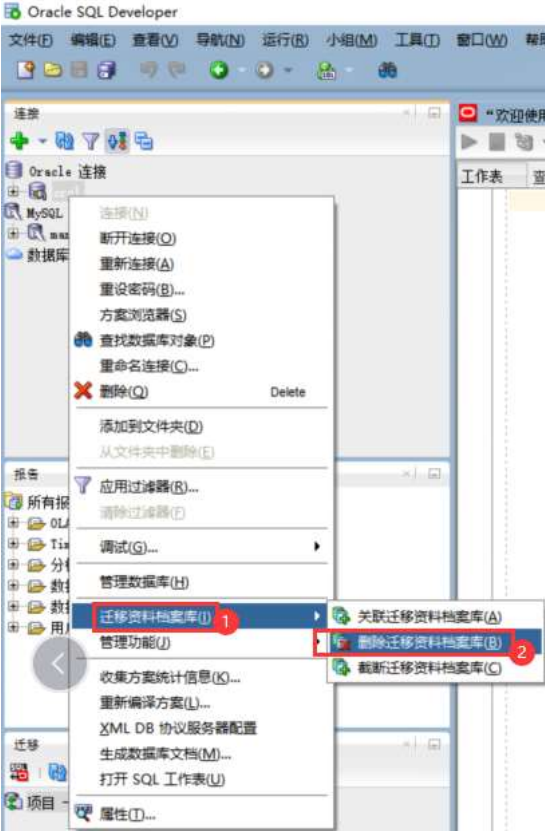 Oracle SQL Developer
文件(F) 编辑(E) 查看(V) 导航(N) 运行(R) 小组(M) 工具(T) 窗口(W)
连接
“欢迎使用
工作表
Oracle 连接
MySQL
数据库
连接(N)
断开连接(O)
重新连接(A)
重设密码(B)...
方案浏览器(S)
查找数据库对象(P)
重命名连接(C)...
删除(Q) Delete
添加到文件夹(D)
从文件夹中删除(E)
应用过滤器(R)...
清除过滤器(F)
调试(G)...
管理数据库(H)
迁移资料档案库(I) 1
关联迁移资料档案库(A)
删除迁移资料档案库(B) 2
截断迁移资料档案库(C)
管理功能(J)
收集方案统计信息(K)...
重新编译方案(L)...
XML DB 协议服务器配置
生成数据库文档(M)...
打开 SQL 工作表(U)
属性(T)...
报告
所有报
OLA
Tim
分
数
数
用
迁移
项目 -